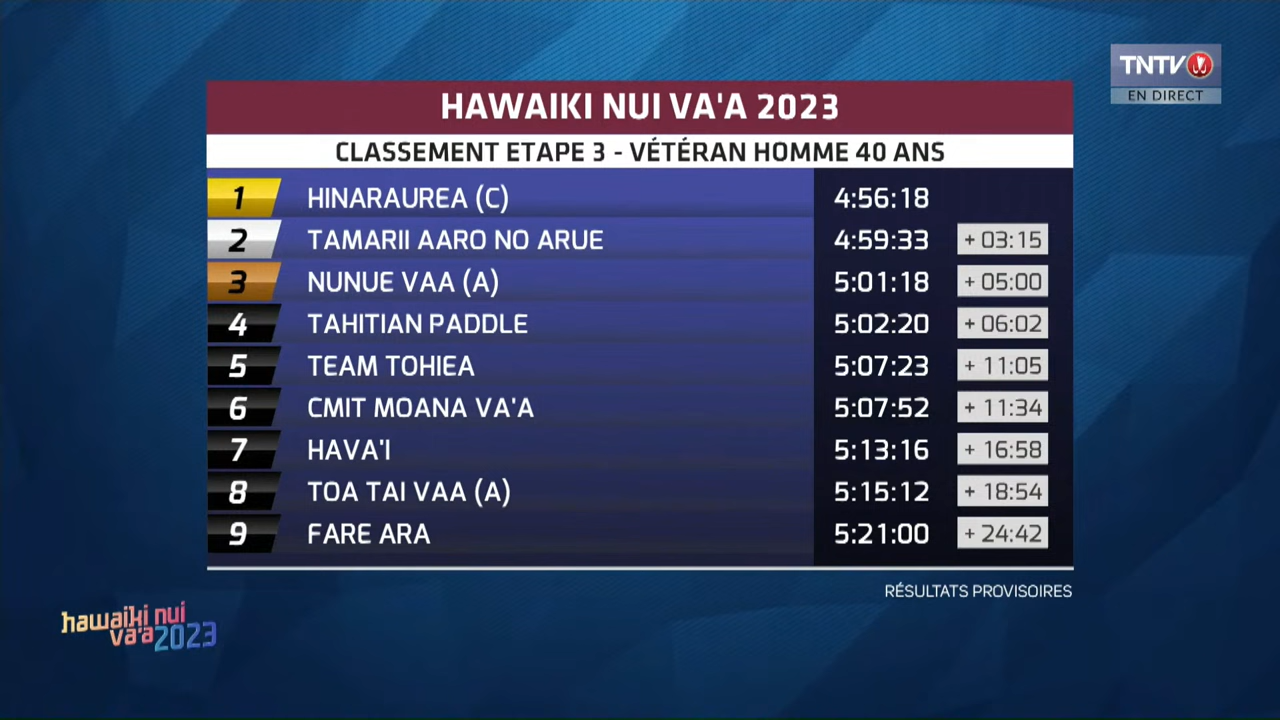 TNTV
EN DIRECT
HAWAIKI NUI VA'A 2023
CLASSEMENT ETAPE 3 - VÉTÉRAN HOMME 40 ANS
1 HINARAUREA (C) 4:56:18
2 TAMARII AARO NO ARUE 4:59:33 + 03:15
3 NUNUE VAA (A) 5:01:18 + 05:00
4 TAHITIAN PADDLE 5:02:20 + 06:02
5 TEAM TOHIEA 5:07:23 + 11:05
6 CMIT MOANA VA'A 5:07:52 + 11:34
7 HAVA'I 5:13:16 + 16:58
8 TOA TAI VAA (A) 5:15:12 + 18:54
9 FARE ARA 5:21:00 + 24:42
RÉSULTATS PROVISOIRES
hawaiki nui
va'a 2023